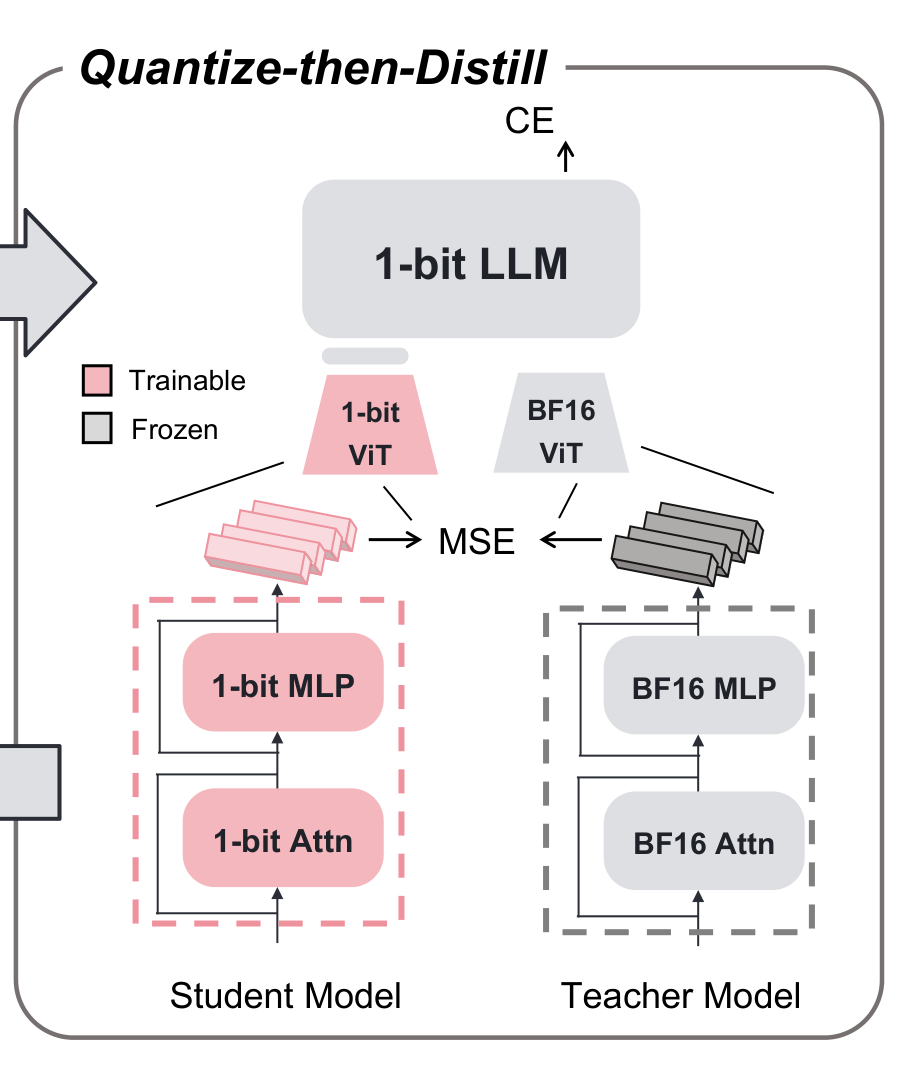 Quantize-then-Distill
CE
1-bit LLM
Trainable
Frozen
1-bit
ViT
BF16
ViT
MSE
1-bit MLP
BF16 MLP
1-bit Attn
BF16 Attn
Student Model
Teacher Model